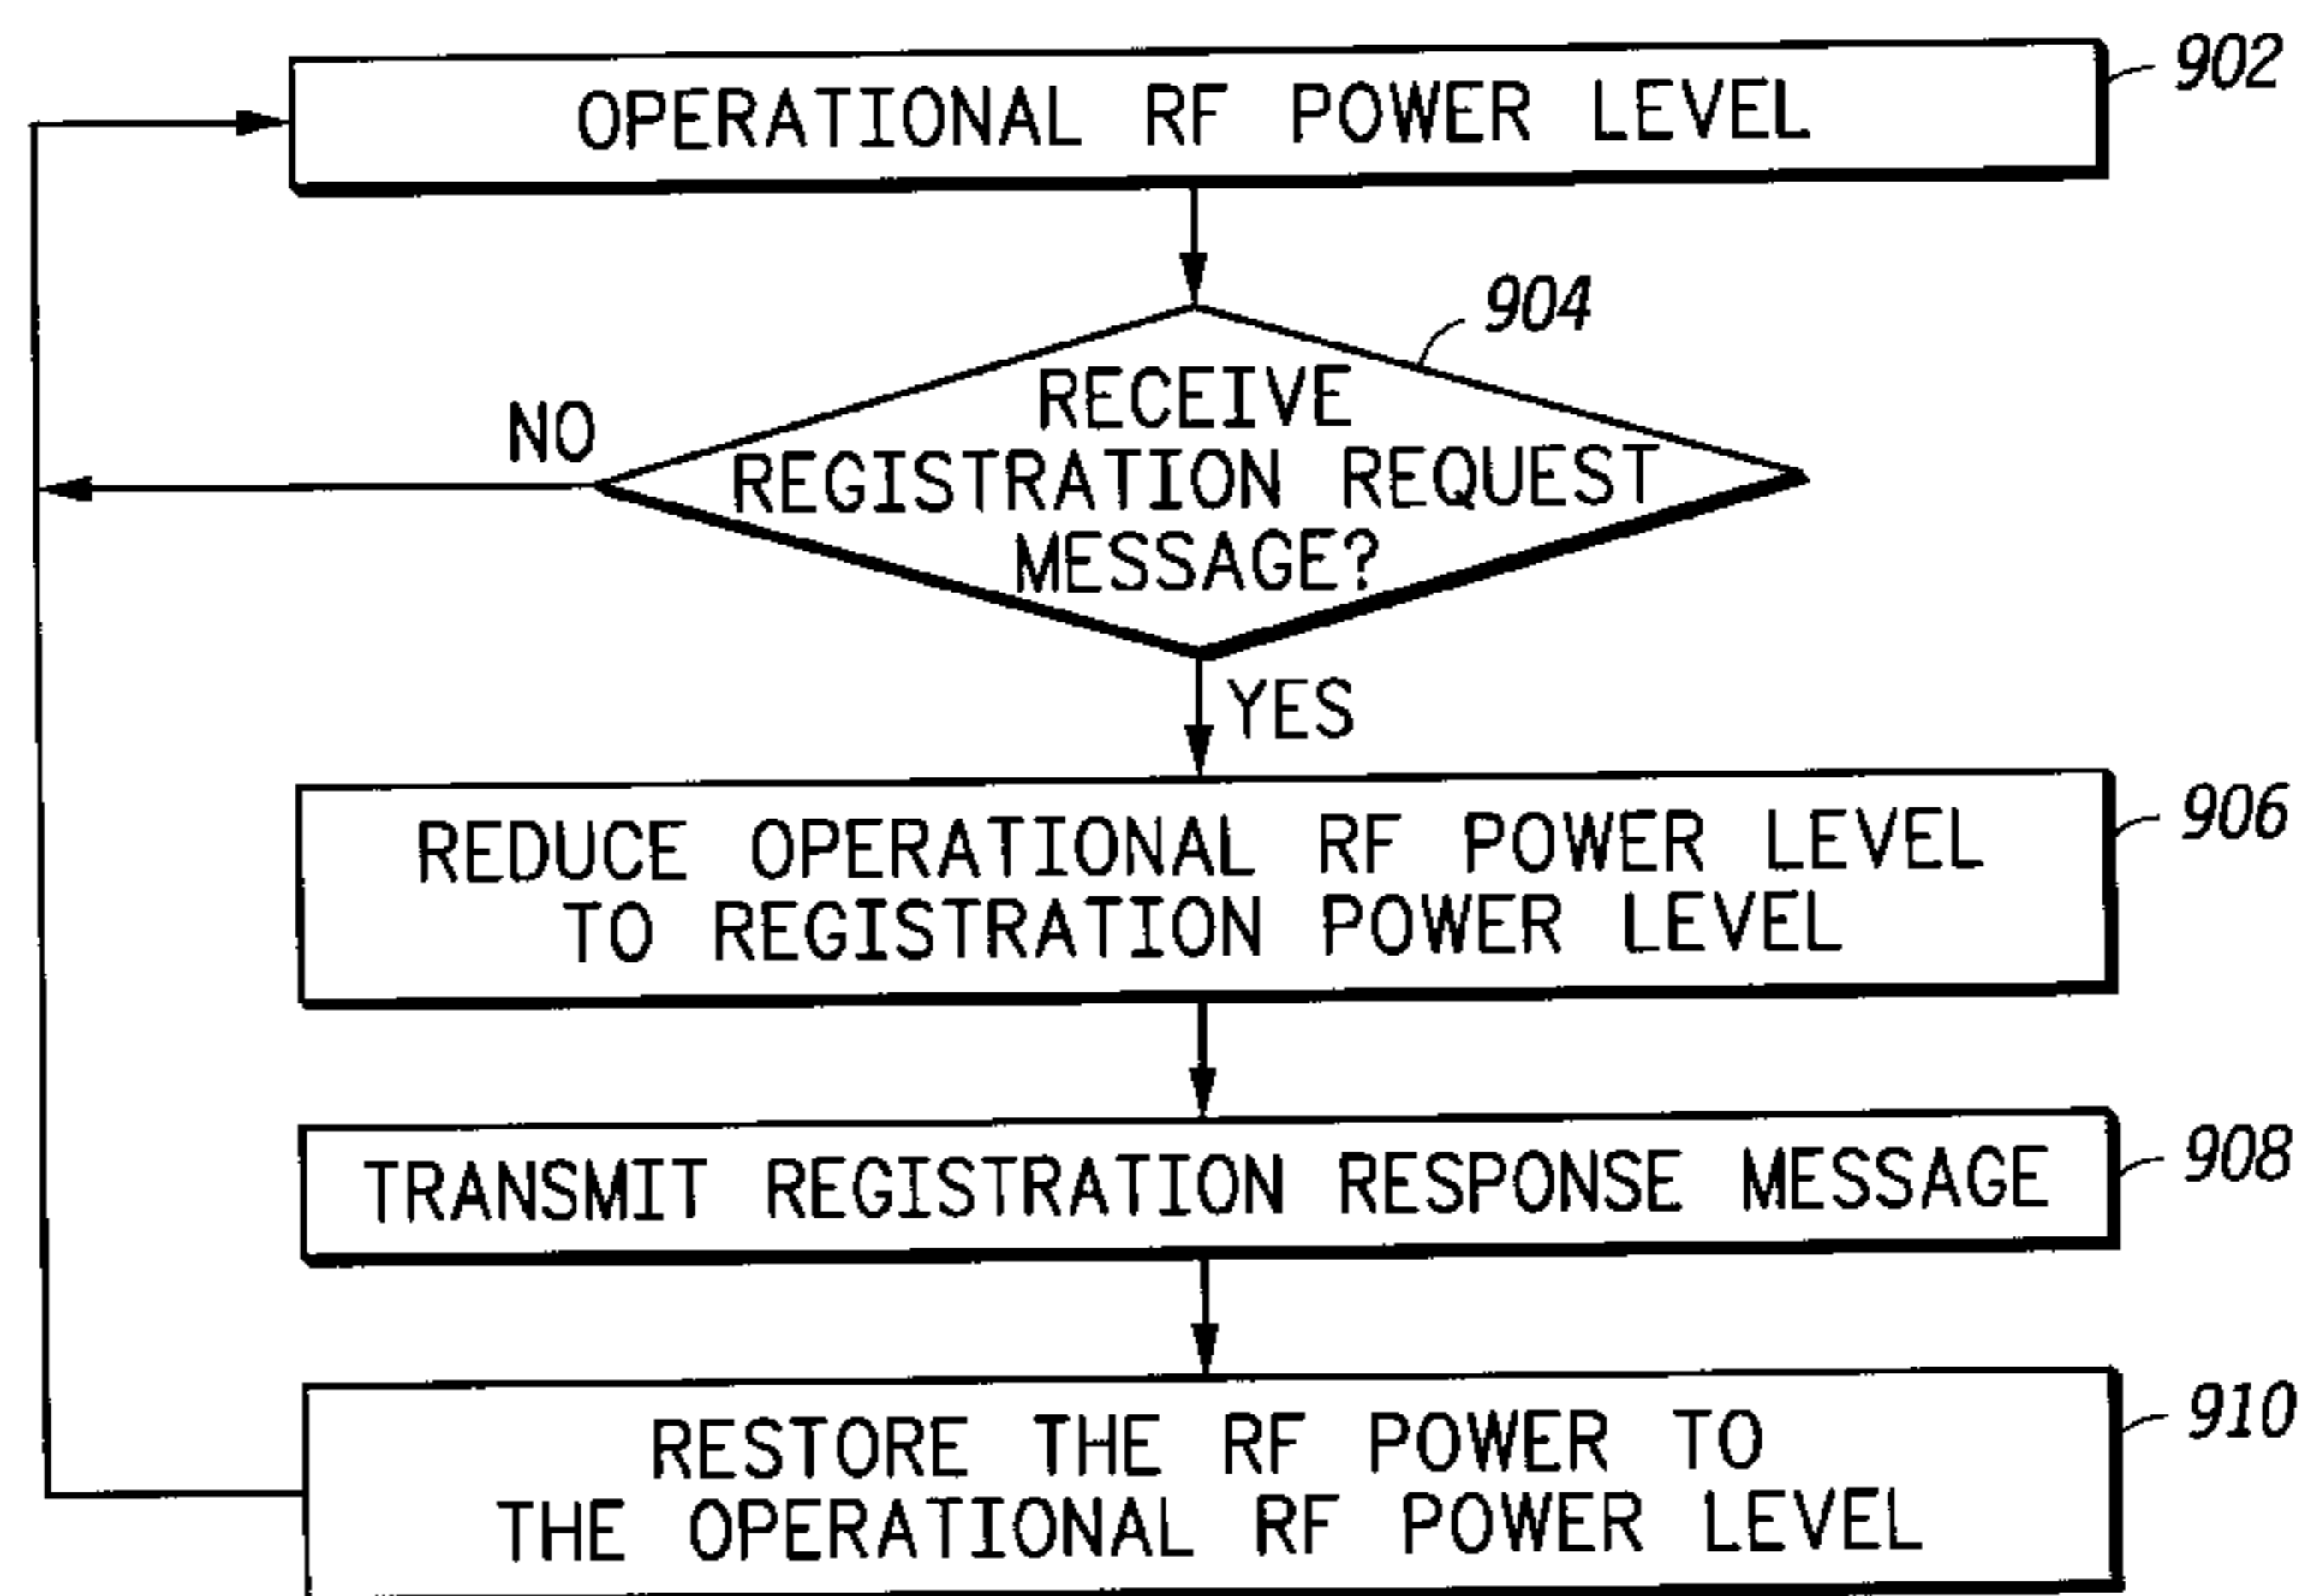 OPERATIONAL RF POWER LEVEL
902
904
RECEIVE
REGISTRATION REQUEST
MESSAGE?
NO
YES
REDUCE OPERATIONAL RF POWER LEVEL
TO REGISTRATION POWER LEVEL
906
TRANSMIT REGISTRATION RESPONSE MESSAGE
908
RESTORE THE RF POWER TO
THE OPERATIONAL RF POWER LEVEL
910